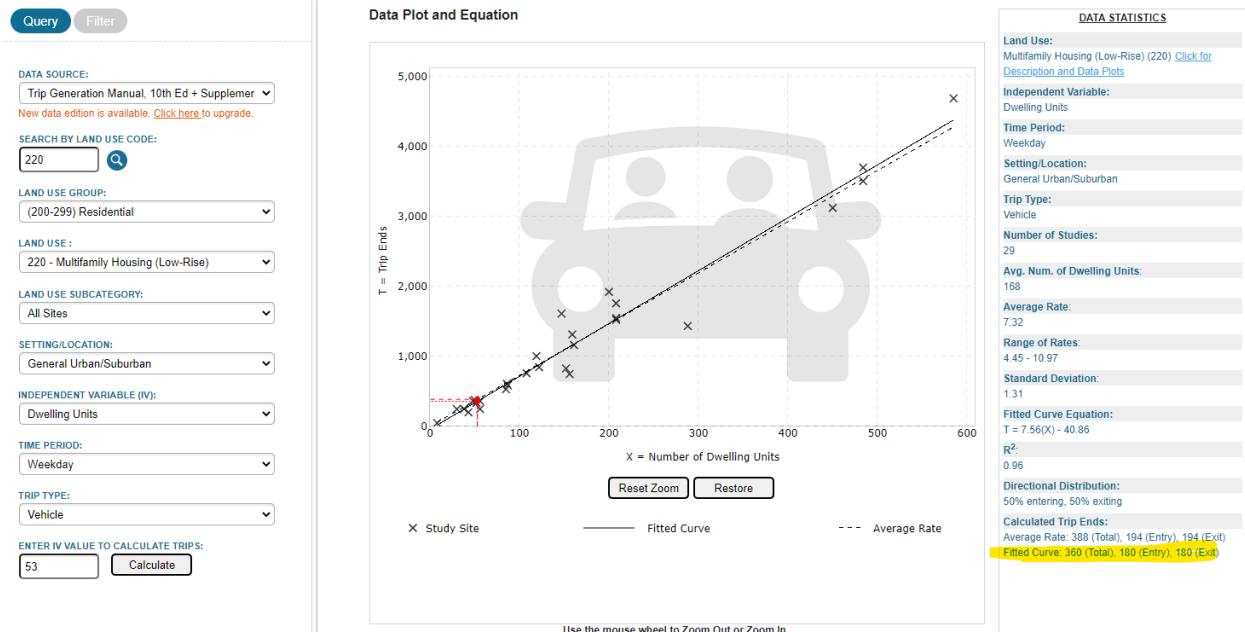 Query
Filter
DATA SOURCE:
Trip Generation Manual, 10th Ed + Supplemer
New data edition is available. Click here to upgrade.
SEARCH BY LAND USE CODE:
220
LAND USE GROUP:
(200-299) Residential
LAND USE :
220 - Multifamily Housing (Low-Rise)
LAND USE SUBCATEGORY:
All Sites
SETTING/LOCATION:
General Urban/Suburban
INDEPENDENT VARIABLE (IV):
Dwelling Units
TIME PERIOD:
Weekday
TRIP TYPE:
Vehicle
ENTER IV VALUE TO CALCULATE TRIPS:
53
Calculate
Data Plot and Equation
5,000
4,000
3,000
2,000
1,000
0
T = Trip Ends
0 100 200 300 400 500 600
X = Number of Dwelling Units
Reset Zoom
Restore
Study Site
Fitted Curve
Average Rate
Use the mouse wheel to Zoom Out or Zoom In
DATA STATISTICS
Land Use:
Multifamily Housing (Low-Rise) (220) Click for
Description and Data Plots
Independent Variable:
Dwelling Units
Time Period:
Weekday
Setting/Location:
General Urban/Suburban
Trip Type:
Vehicle
Number of Studies:
29
Avg. Num. of Dwelling Units:
168
Average Rate:
7.32
Range of Rates:
4.45 - 10.97
Standard Deviation:
1.31
Fitted Curve Equation:
T = 7.56(X) - 40.86
R²:
0.96
Directional Distribution:
50% entering, 50% exiting
Calculated Trip Ends:
Average Rate: 388 (Total), 194 (Entry), 194 (Exit)
Fitted Curve: 360 (Total), 180 (Entry), 180 (Exit)